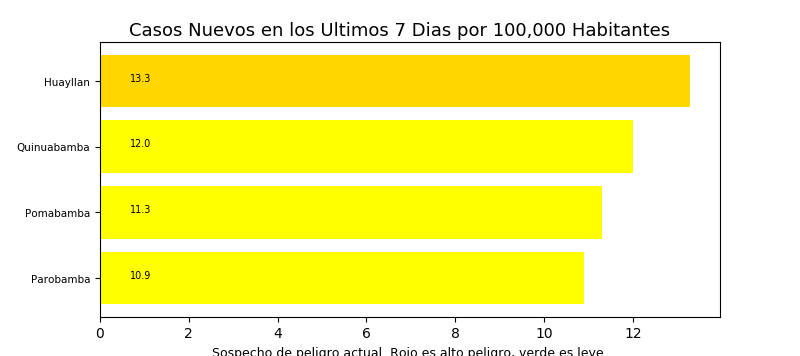 Casos Nuevos en los Ultimos 7 Dias por 100,000 Habitantes
Huayllan 13.3
Quinuabamba 12.0
Pomabamba 11.3
Parobamba 10.9
0 2 4 6 8 10 12
Sospecho de peligro actual. Rojo es alto peligro, verde es leve